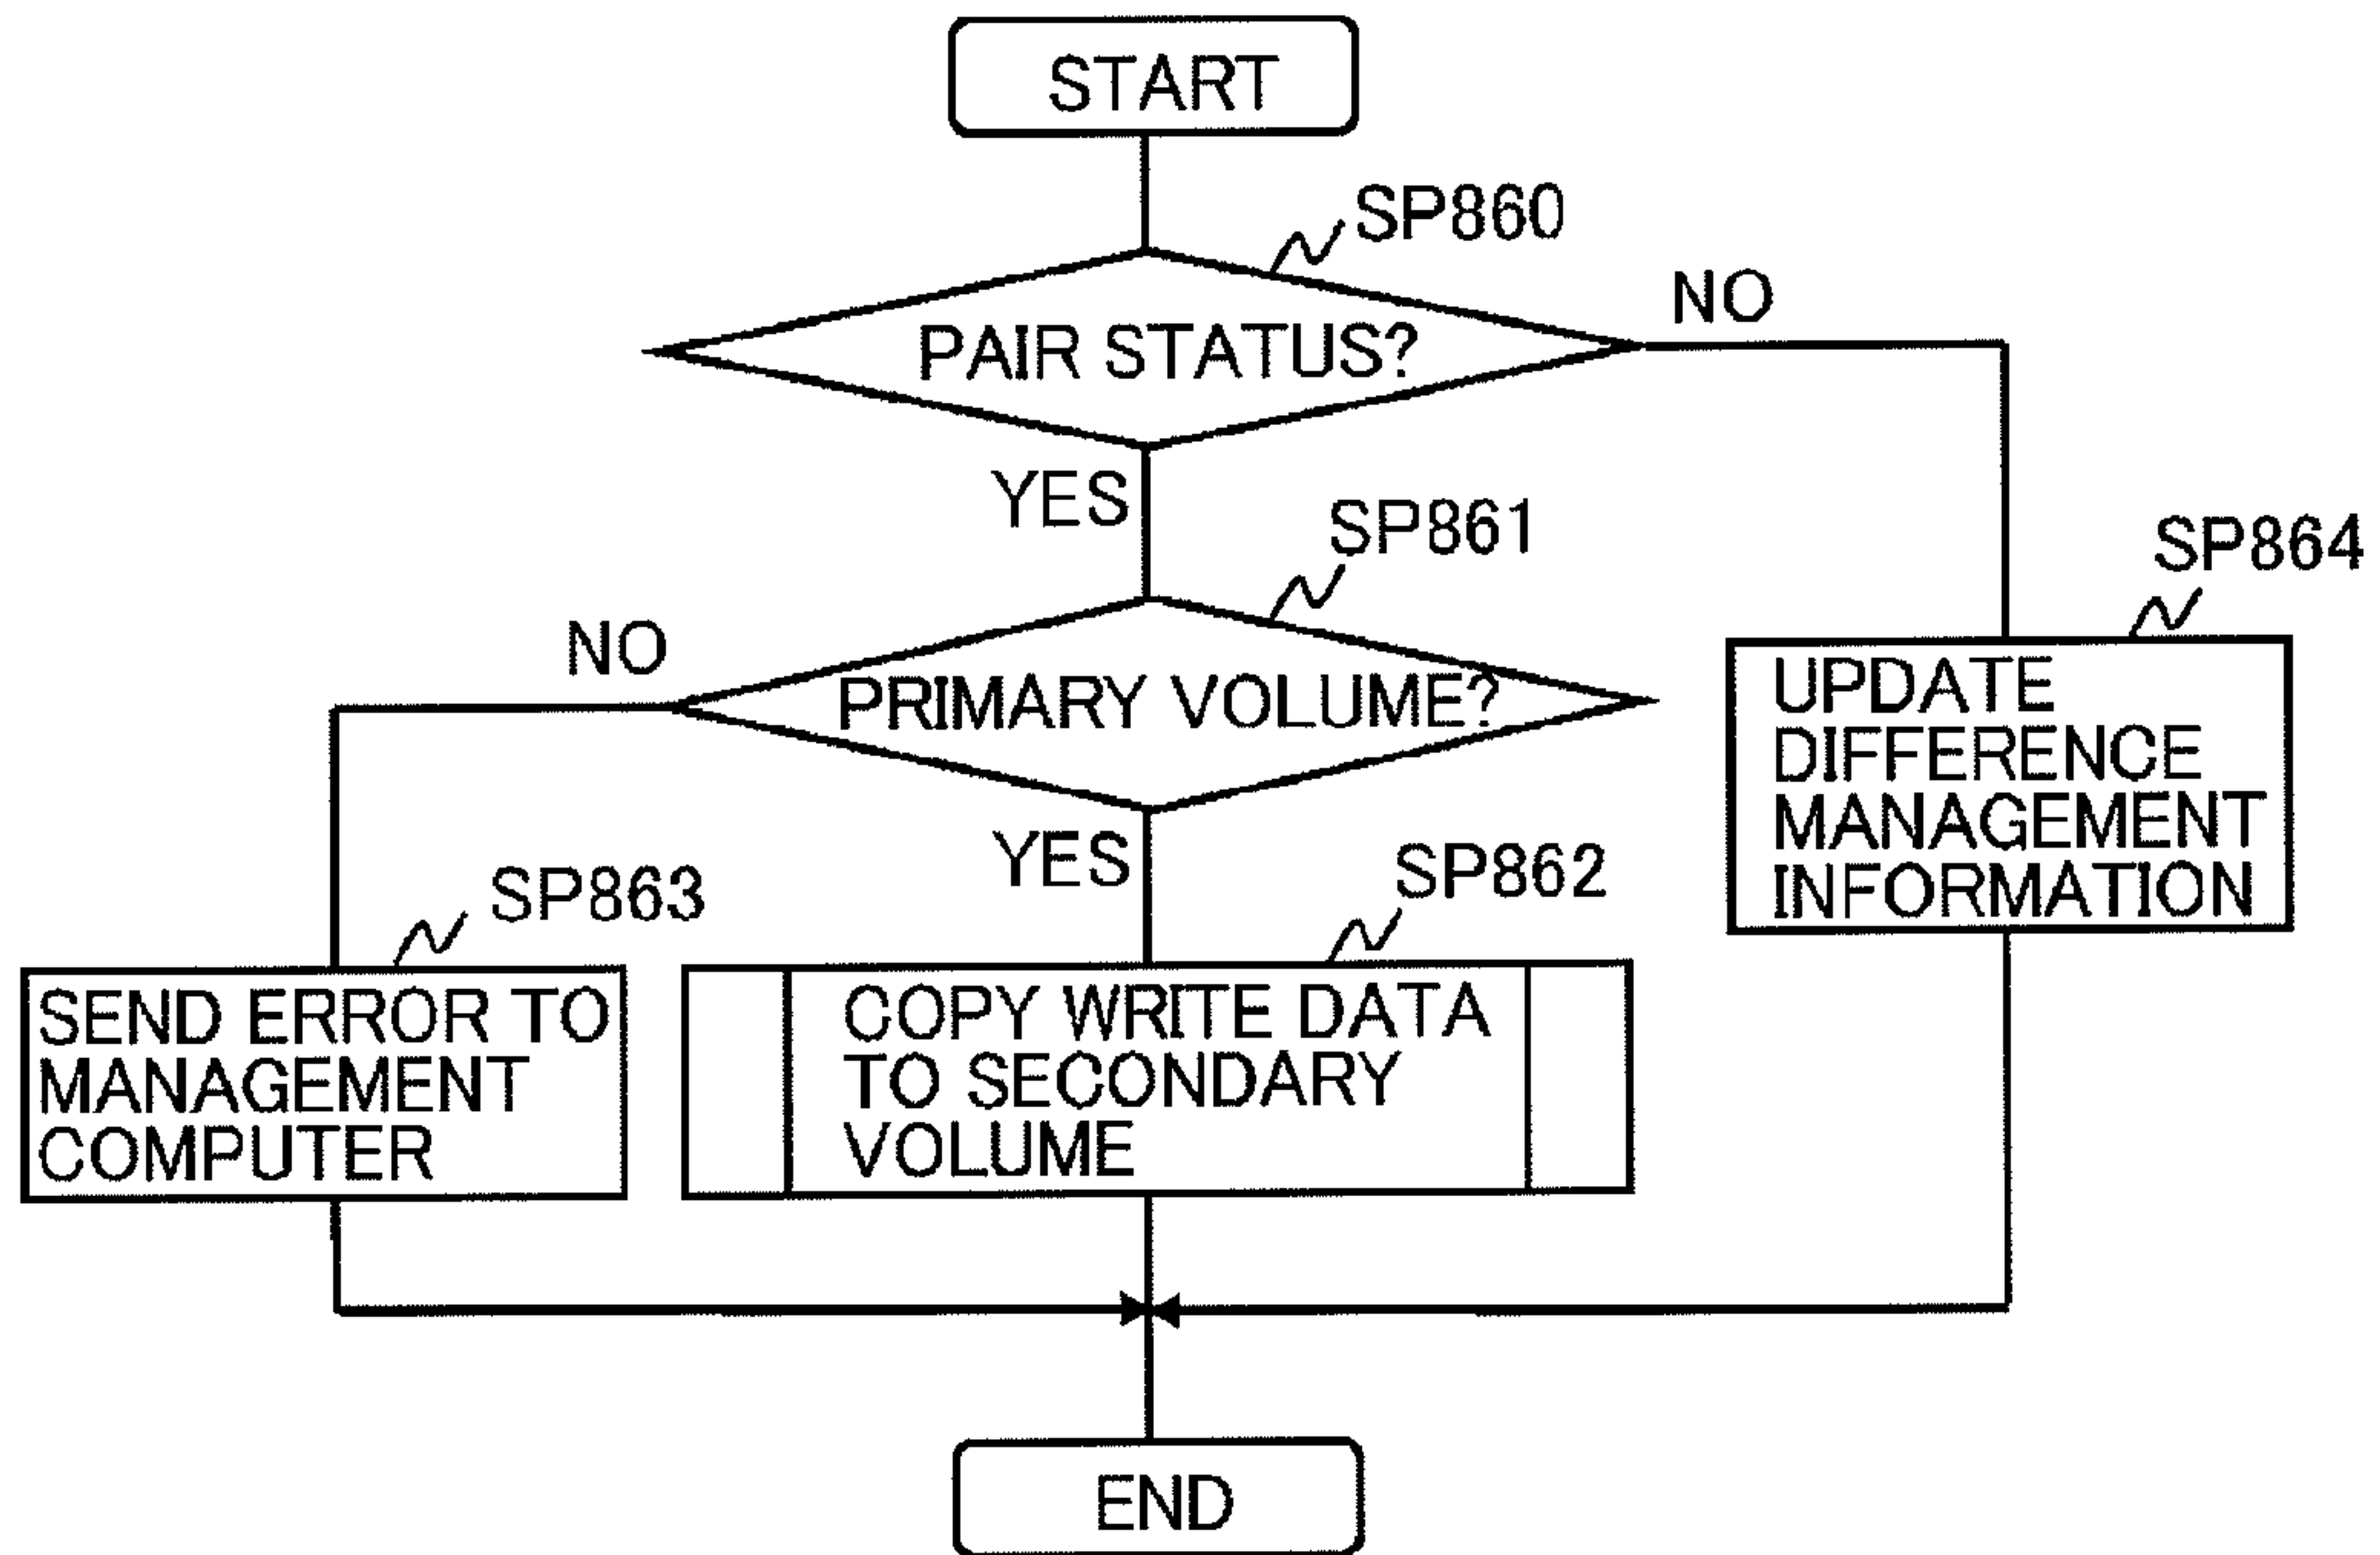 START
SP860
NO
PAIR STATUS?
YES
SP861
SP864
NO
PRIMARY VOLUME?
UPDATE
DIFFERENCE
MANAGEMENT
INFORMATION
YES
SP862
SP863
SEND ERROR TO
MANAGEMENT
COMPUTER
COPY WRITE DATA
TO SECONDARY
VOLUME
END